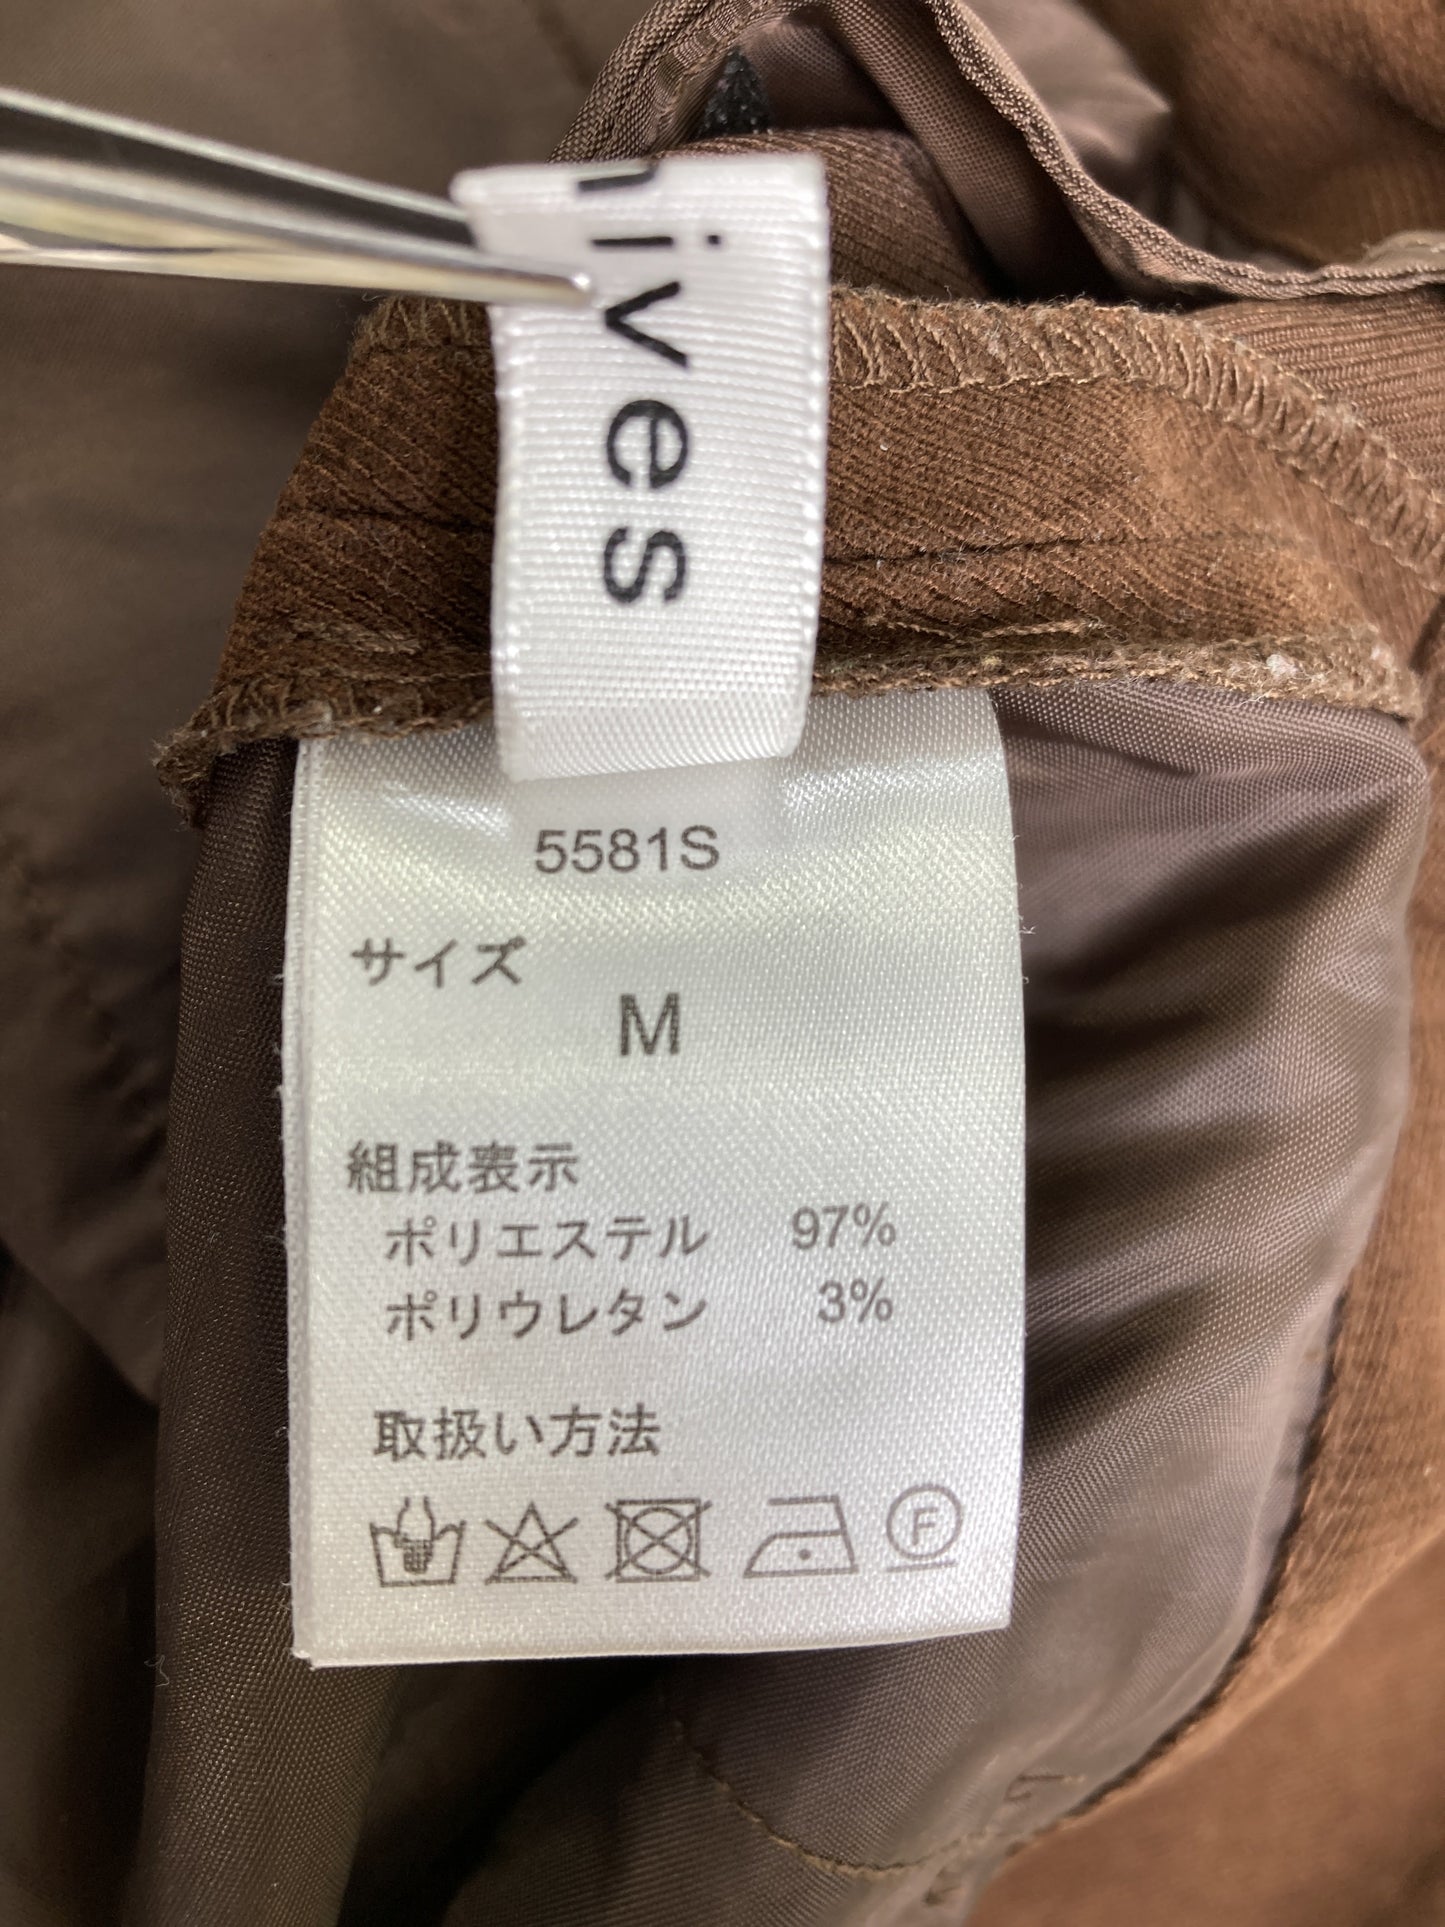 nives
5581S
サイズ
M
組成表示
ポリエステル 97%
ポリウレタン 3%
取扱い方法
F